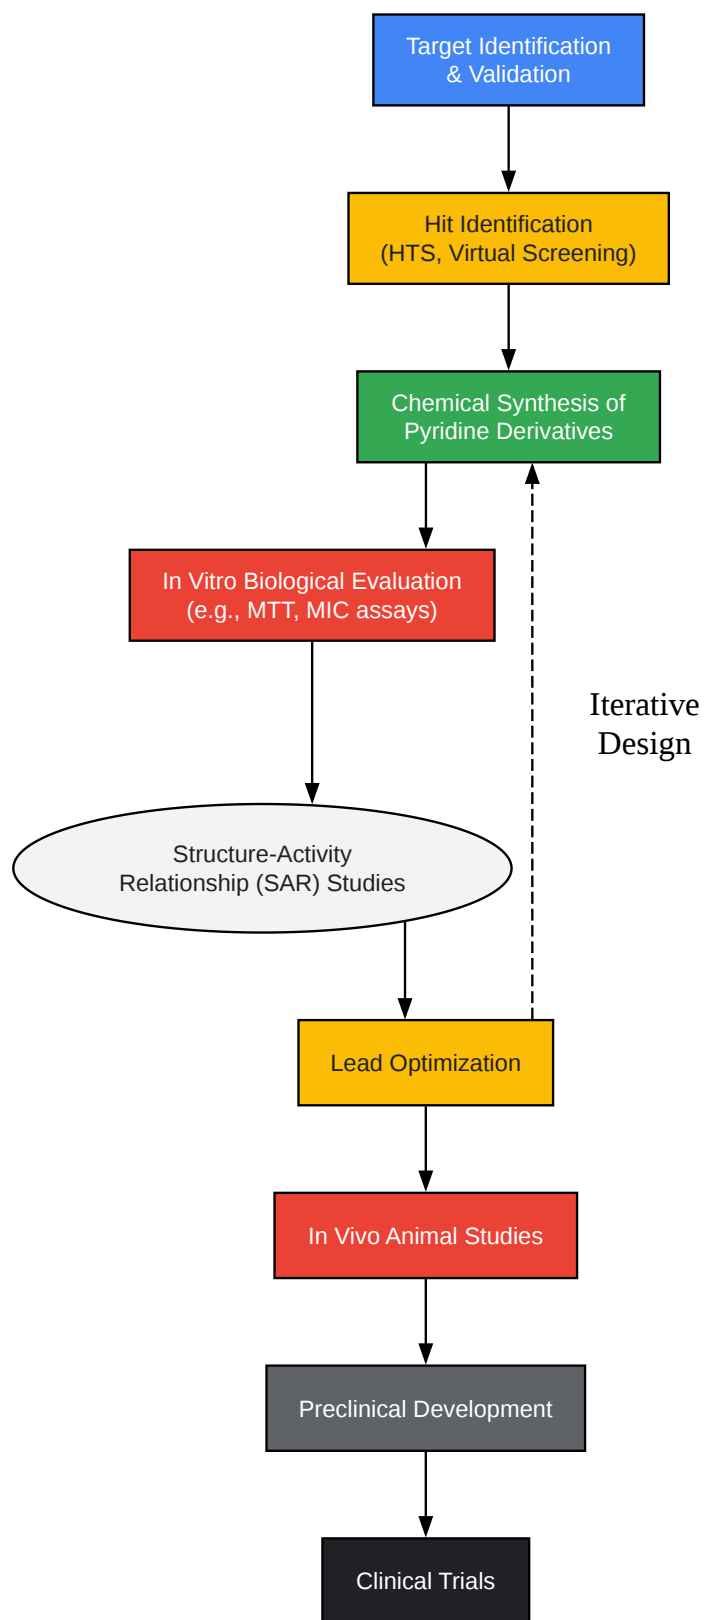 Target Identification
& Validation
Hit Identification
(HTS, Virtual Screening)
Chemical Synthesis of
Pyridine Derivatives
In Vitro Biological Evaluation
(e.g., MTT, MIC assays)
Iterative
Design
Structure-Activity
Relationship (SAR) Studies
Lead Optimization
In Vivo Animal Studies
Preclinical Development
Clinical Trials